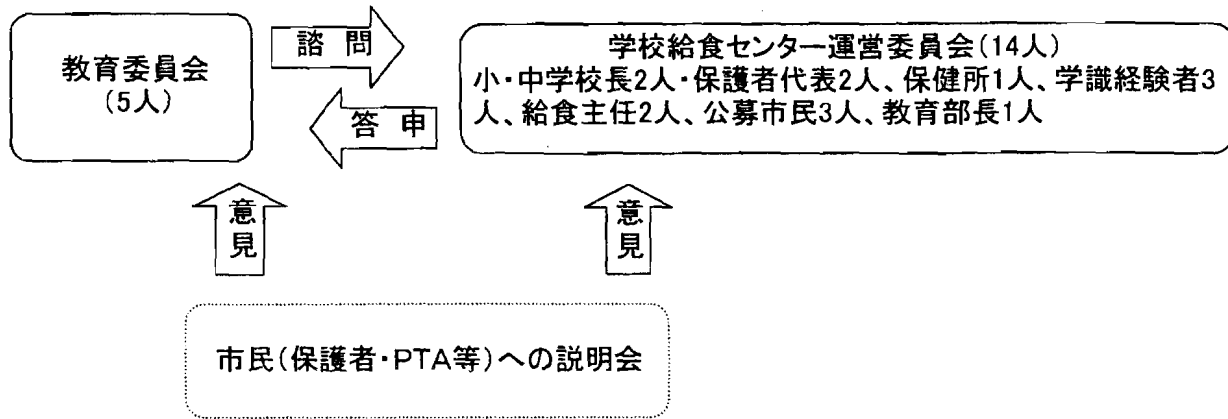 教育委員会
(5人)
諮問
答申
学校給食センター運営委員会(14人)
小・中学校長2人・保護者代表2人、保健所1人、学識経験者3
人、給食主任2人、公募市民3人、教育部長1人
意見
意見
市民(保護者・PTA等)への説明会